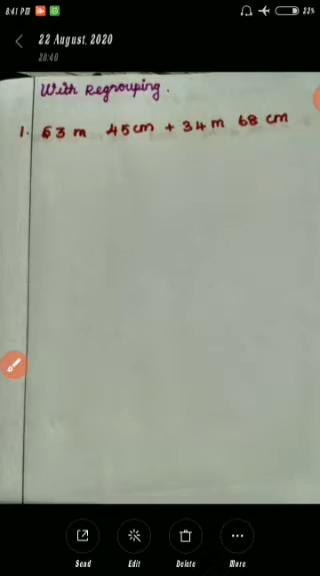 8:41 PM
22%
22 August, 2020
20:40
With Regrouping.
1. 63 m 45 cm + 34 m 68 cm
Send Edit Delete More